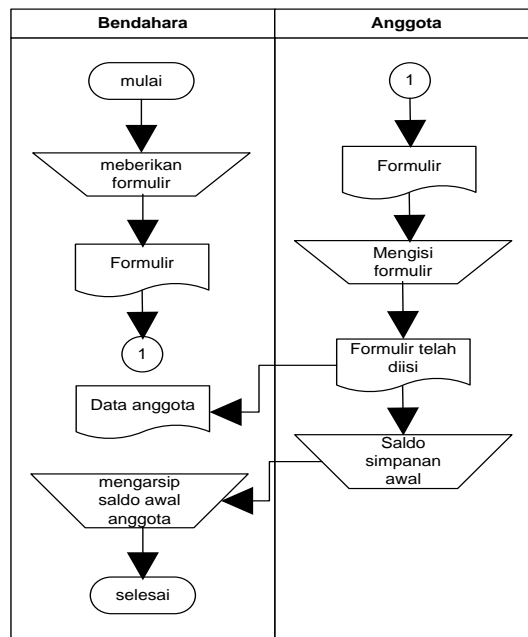 Bendahara
Anggota
mulai
meberikan
formulir
Formulir
1
Data anggota
mengarsip
saldo awal
anggota
selesai
1
Formulir
Mengisi
formulir
Formulir telah
diisi
Saldo
simpanan
awal